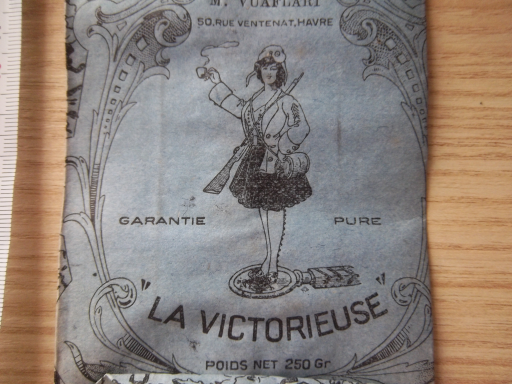 M. VUAFLART
50, RUE VENTENAT, HAVRE
GARANTIE PURE
"LA VICTORIEUSE"
POIDS NET 250 Gr